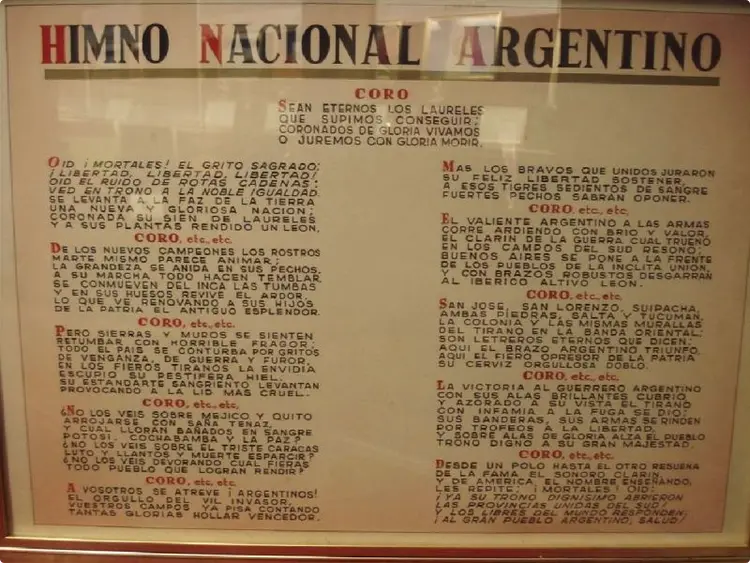 HIMNO NACIONAL ARGENTINO
CORO
SEAN ETERNOS LOS LAURELES
QUE SUPIMOS CONSEGUIR;
CORONADOS DE GLORIA VIVAMOS
O JUREMOS CON GLORIA MORIR.
OID ¡MORTALES! EL GRITO SAGRADO;
¡LIBERTAD, LIBERTAD, LIBERTAD!
OID EL RUIDO DE ROTAS CADENAS;
VED EN TRONO A LA NOBLE IGUALDAD.
SE LEVANTA A LA FAZ DE LA TIERRA
UNA NUEVA Y GLORIOSA NACION;
CORONADA SU SIEN DE LAURELES
Y A SUS PLANTAS RENDIDO UN LEON.
CORO, etc., etc.
DE LOS NUEVOS CAMPEONES LOS ROSTROS
MARTE MISMO PARECE ANIMAR;
LA GRANDEZA SE ANIDA EN SUS PECHOS,
A SU MARCHA TODO HACEN TEMBLAR.
SE CONMUEVEN DEL INCA LAS TUMBAS
Y EN SUS HUESOS REVIVE EL ARDOR,
LO QUE VE RENOVANDO A SUS HIJOS
DE LA PATRIA EL ANTIGUO ESPLENDOR.
CORO, etc., etc.
PERO SIERRAS Y MUROS SE SIENTEN
RETUMBAR CON HORRIBLE FRAGOR;
TODO EL PAIS SE CONTURBA POR GRITOS
DE VENGANZA, DE GUERRA Y FUROR.
EN LOS FIEROS TIRANOS LA ENVIDIA
ESCUPIO SU PESTIFERA HIEL.
SU ESTANDARTE SANGRIENTO LEVANTAN
PROVOCANDO A LA LID MAS CRUEL.
CORO, etc., etc.
¿NO LOS VEIS SOBRE MEJICO Y QUITO
ARROJARSE CON SAÑA TENAZ,
Y CUAL LLORAN BAÑADOS EN SANGRE
POTOSI, COCHABAMBA Y LA PAZ?
¿NO LOS VEIS SOBRE EL TRISTE CARACAS
LUTO Y LLANTOS Y MUERTE ESPARCIR?
¿NO LOS VEIS DEVORANDO CUAL FIERAS
TODO PUEBLO QUE LOGRAN RENDIR?
CORO, etc., etc.
A VOSOTROS SE ATREVE ¡ARGENTINOS!
EL ORGULLO DEL VIL INVASOR,
VUESTROS CAMPOS YA PISA CONTANDO
TANTAS GLORIAS HOLLAR VENCEDOR.
MAS LOS BRAVOS QUE UNIDOS JURARON
SU FELIZ LIBERTAD SOSTENER,
A ESOS TIGRES SEDIENTOS DE SANGRE
FUERTES PECHOS SABRAN OPONER.
CORO, etc., etc.
EL VALIENTE ARGENTINO A LAS ARMAS
CORRE ARDIENDO CON BRIO Y VALOR,
EL CLARIN DE LA GUERRA, CUAL TRUENO
EN LOS CAMPOS DEL SUD RESONO;
BUENOS AIRES SE PONE A LA FRENTE
DE LOS PUEBLOS DE LA INCLITA UNION,
Y CON BRAZOS ROBUSTOS DESGARRAN
AL IBERICO ALTIVO LEON.
CORO, etc., etc.
SAN JOSE, SAN LORENZO, SUIPACHA,
AMBAS PIEDRAS, SALTA Y TUCUMAN,
LA COLONIA Y LAS MISMAS MURALLAS
DEL TIRANO EN LA BANDA ORIENTAL;
SON LETREROS ETERNOS QUE DICEN;
AQUI EL BRAZO ARGENTINO TRIUNFO,
AQUI EL FIERO OPRESOR DE LA PATRIA
SU CERVIZ ORGULLOSA DOBLO.
CORO, etc., etc.
LA VICTORIA AL GUERRERO ARGENTINO
CON SUS ALAS BRILLANTES CUBRIO
Y AZORADO A SU VISTA EL TIRANO
CON INFAMIA A LA FUGA SE DIO;
SUS BANDERAS, SUS ARMAS SE RINDEN
POR TROFEOS A LA LIBERTAD,
Y SOBRE ALAS DE GLORIA ALZA EL PUEBLO
TRONO DIGNO A SU GRAN MAJESTAD.
CORO, etc., etc.
DESDE UN POLO HASTA EL OTRO RESUENA
DE LA FAMA EL SONORO CLARIN,
Y DE AMERICA, EL NOMBRE ENSEÑANDO,
LES REPITE; ¡MORTALES! OID:
¡YA SU TRONO DIGNISIMO ABRIERON
LAS PROVINCIAS UNIDAS DEL SUD!
Y LOS LIBRES DEL MUNDO RESPONDEN;
¡AL GRAN PUEBLO ARGENTINO, SALUD!